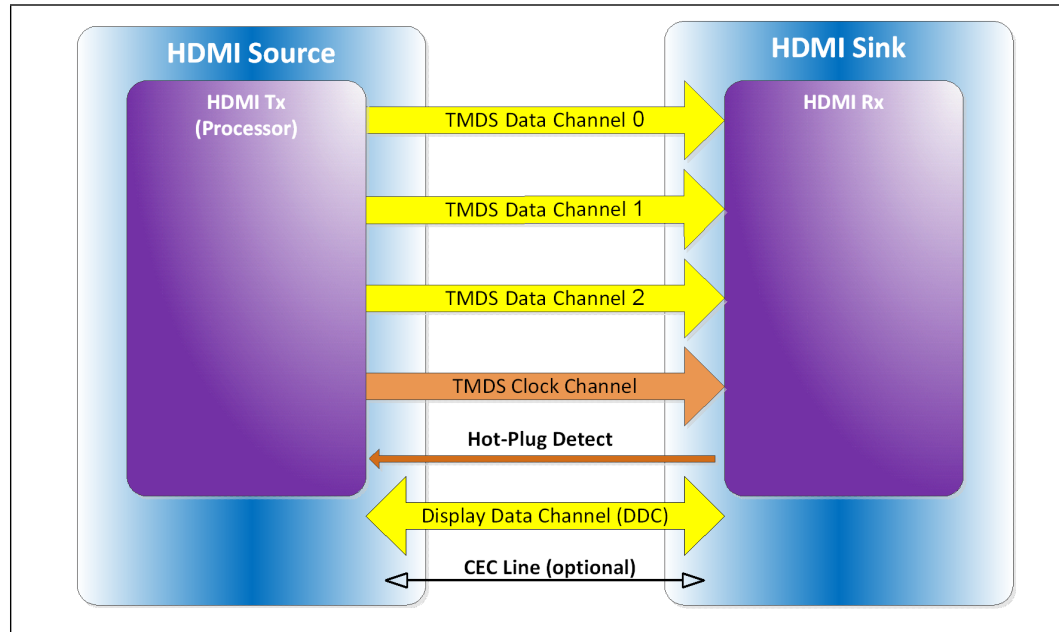 HDMI Source
HDMI Sink
HDMI Tx
(Processor)
HDMI Rx
TMDS Data Channel 0
TMDS Data Channel 1
TMDS Data Channel 2
TMDS Clock Channel
Hot-Plug Detect
Display Data Channel (DDC)
CEC Line (optional)